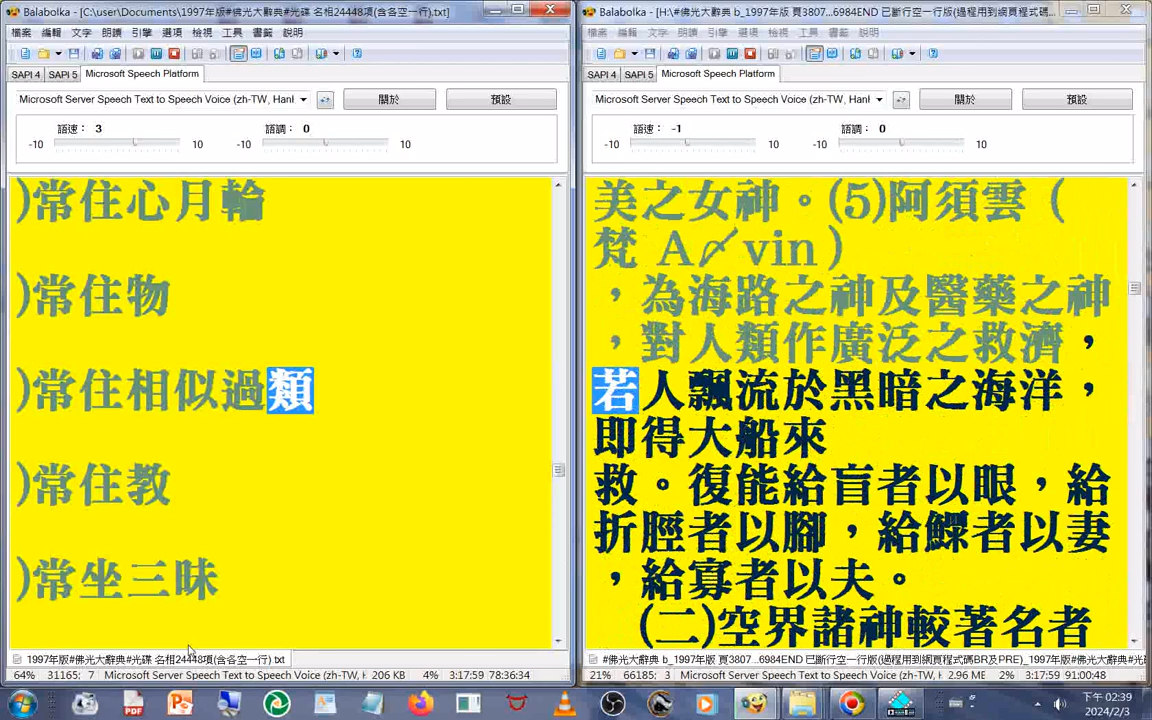 Balabolka - [C:\user\Documents\1997年版#佛光大辭典#光碟 名相24448項(含各空一行).txt]
檔案 編輯 文字 朗讀 引擎 選項 檢視 工具 書籤 說明
SAPI 4 SAPI 5 Microsoft Speech Platform
Microsoft Server Speech Text to Speech Voice (zh-TW, Hanl
關於
預設
語速： 3
語調： 0
-10 10 -10 10
)常住心月輪
)常住物
)常住相似過類
)常住教
)常坐三昧
1997年版#佛光大辭典#光碟 名相24448項(含各空一行).txt
64% 31165: 7 Microsoft Server Speech Text to Speech Voice (zh-TW, H 206 KB 4% 3:17:59 78:36:34
Balabolka - [H:\#佛光大辭典 b_1997年版 頁3807...6984END 已斷行空一行版(過程用到網頁程式碼...
檔案 編輯 文字 朗讀 引擎 選項 檢視 工具 書籤 說明
SAPI 4 SAPI 5 Microsoft Speech Platform
Microsoft Server Speech Text to Speech Voice (zh-TW, Hanl
關於
預設
語速： -1
語調： 0
-10 10 -10 10
美之女神。(5)阿須雲（
梵 A〆vin）
，為海路之神及醫藥之神
，對人類作廣泛之救濟，
若人飄流於黑暗之海洋，
即得大船來
救。復能給盲者以眼，給
折脛者以腳，給鰥者以妻
，給寡者以夫。
(二)空界諸神較著名者
#佛光大辭典 b_1997年版 頁3807...6984END 已斷行空一行版(過程用到網頁程式碼BR及PRE)_1997年版#光
21% 66185: 3 Microsoft Server Speech Text to Speech Voice (zh-TW, H 2.96 ME 2% 3:17:59 91:00:48
PDF
下午 02:39
2024/2/3